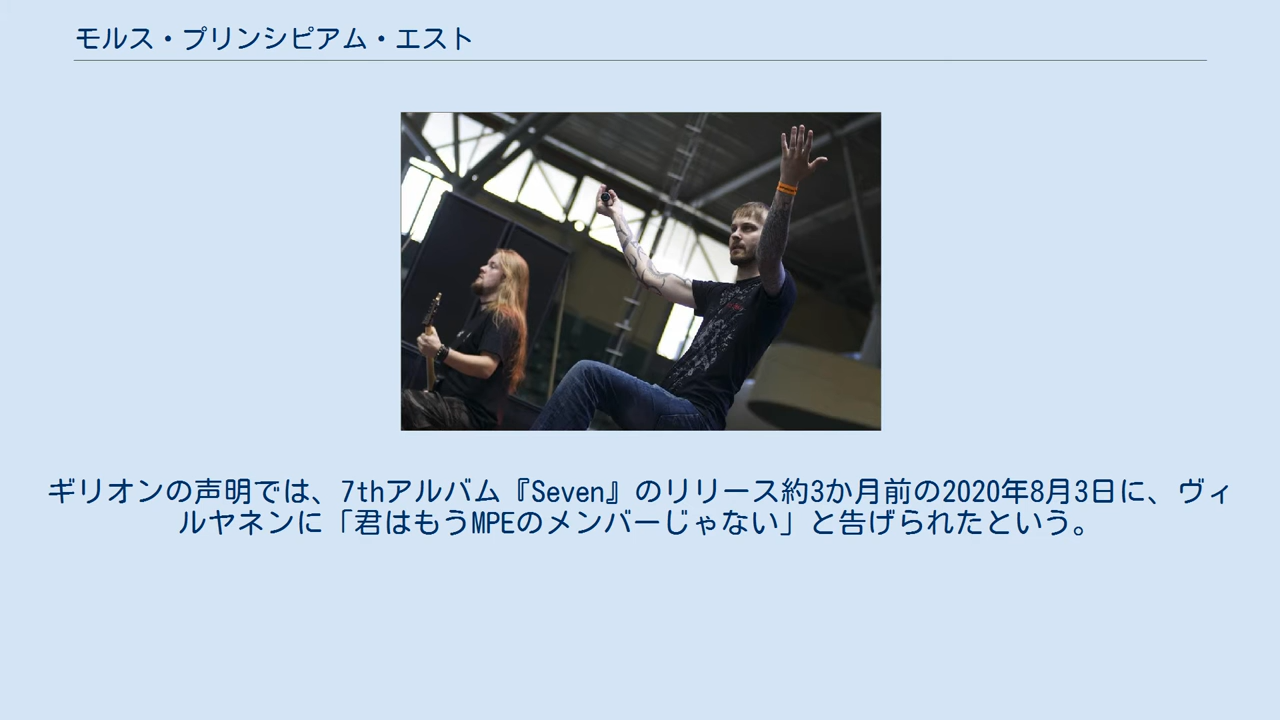 モルス・プリンシピアム・エスト
ギリオンの声明では、7thアルバム『Seven』のリリース約3か月前の2020年8月3日に、ヴィ
ルヤネンに「君はもうMPEのメンバーじゃない」と告げられたという。